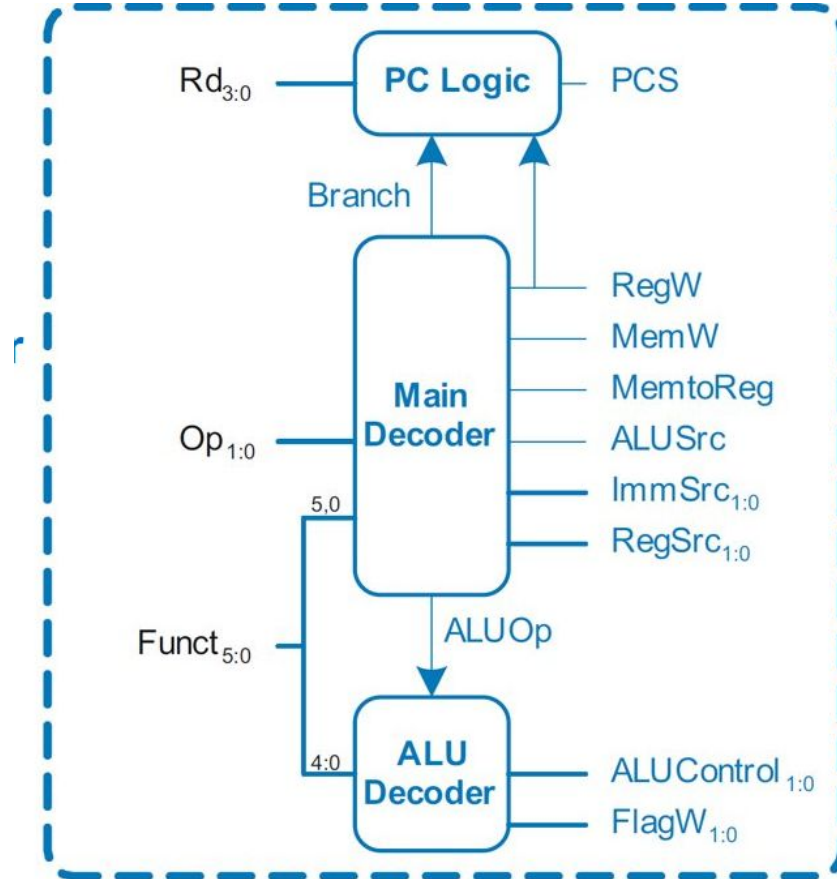 Rd3:0
PC Logic
PCS
Branch
RegW
MemW
r
MemtoReg
Main
Decoder
Op1:0
ALUSrc
ImmSrc1:0
5,0
RegSrc1:0
Funct5:0
ALUOp
4:0
ALU
Decoder
ALUControl1:0
FlagW1:0